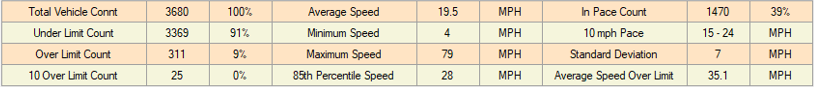 Total Vehicle Connt 3680 100% Average Speed 19.5 MPH In Pace Count 1470 39%
Under Limit Count 3369 91% Minimum Speed 4 MPH 10 mph Pace 15 - 24 MPH
Over Limit Count 311 9% Maximum Speed 79 MPH Standard Deviation 7 MPH
10 Over Limit Count 25 0% 85th Percentile Speed 28 MPH Average Speed Over Limit 35.1 MPH